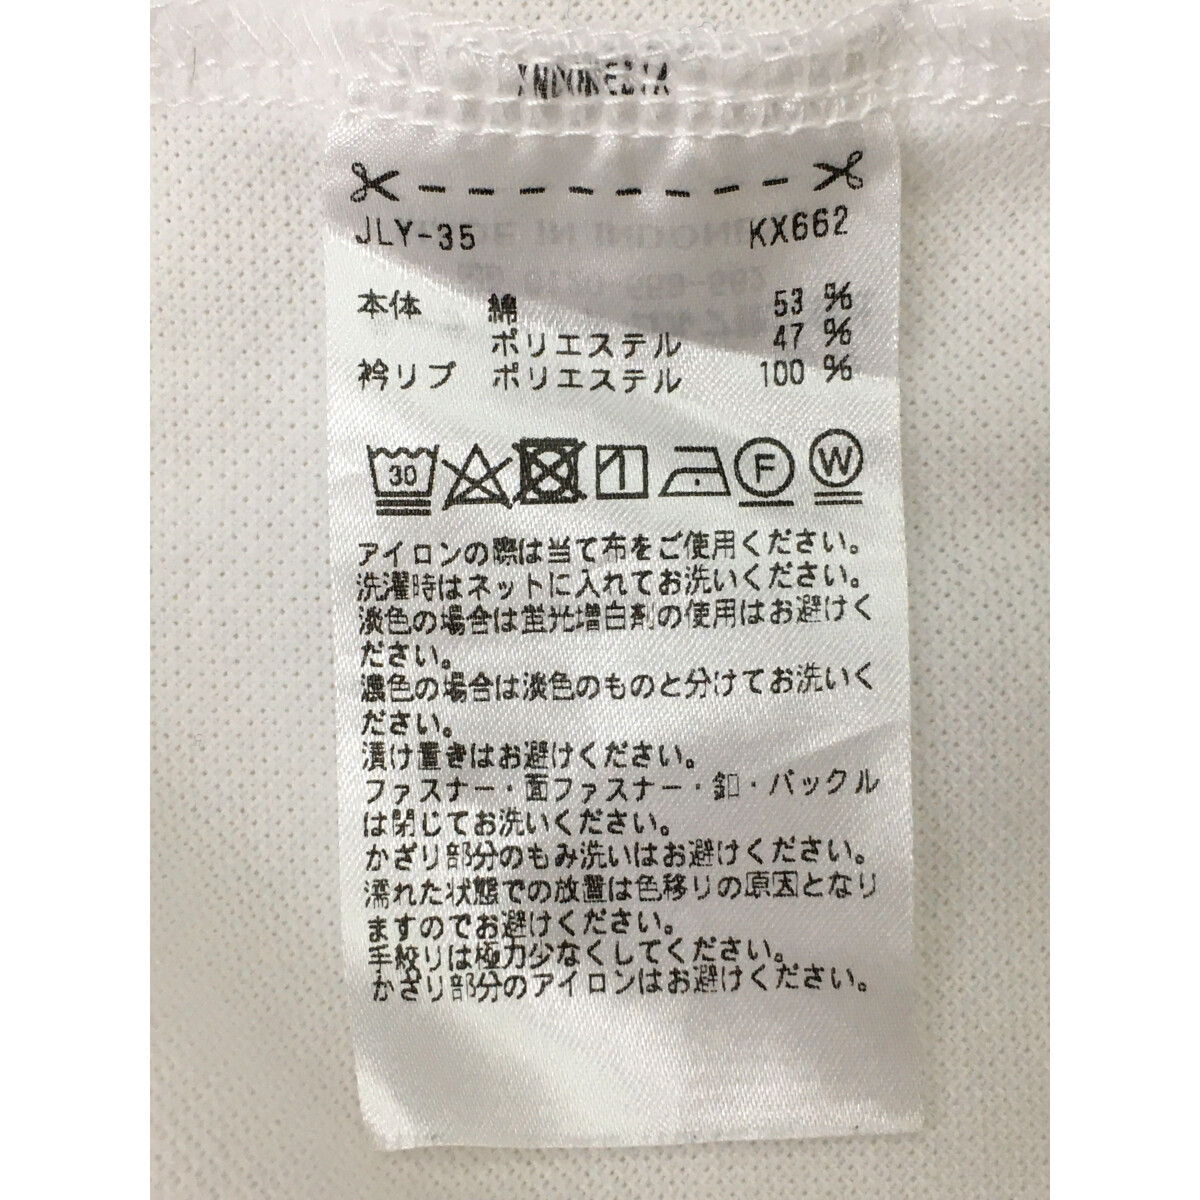 INDONESIA
JLY-35 KX662
本体 綿 53 %
ポリエステル 47 %
衿リブ ポリエステル 100 %
30 1 F W
アイロンの際は当て布をご使用ください。
洗濯時はネットに入れてお洗いください。
淡色の場合は蛍光増白剤の使用はお避けく
ださい。
濃色の場合は淡色のものと分けてお洗いく
ださい。
漬け置きはお避けください。
ファスナー・面ファスナー・釦・バックル
は閉じてお洗いください。
かざり部分のもみ洗いはお避けください。
濡れた状態での放置は色移りの原因となり
ますのでお避けください。
手絞りは極力少なくしてください。
かざり部分のアイロンはお避けください。